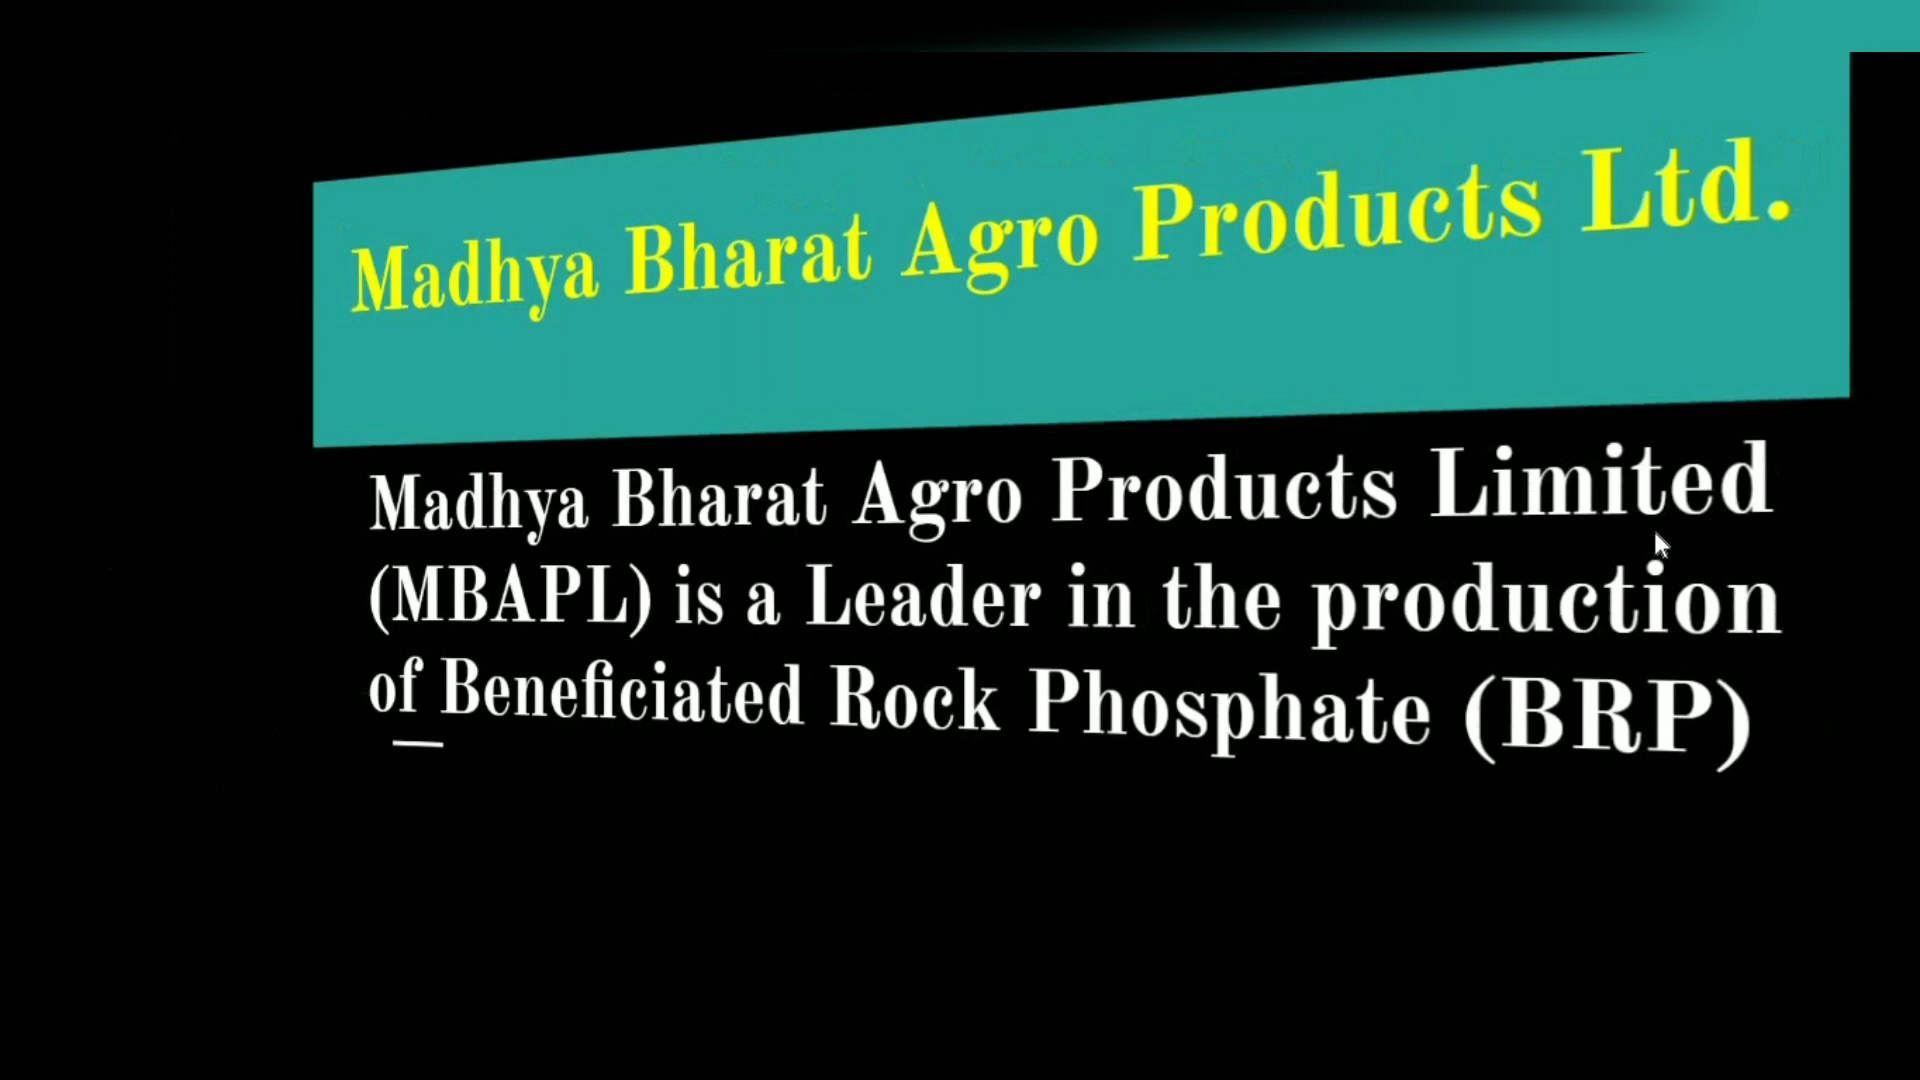 Madhya Bharat Agro Products Ltd.
Madhya Bharat Agro Products Limited
(MBAPL) is a Leader in the production
of Beneficiated Rock Phosphate (BRP)